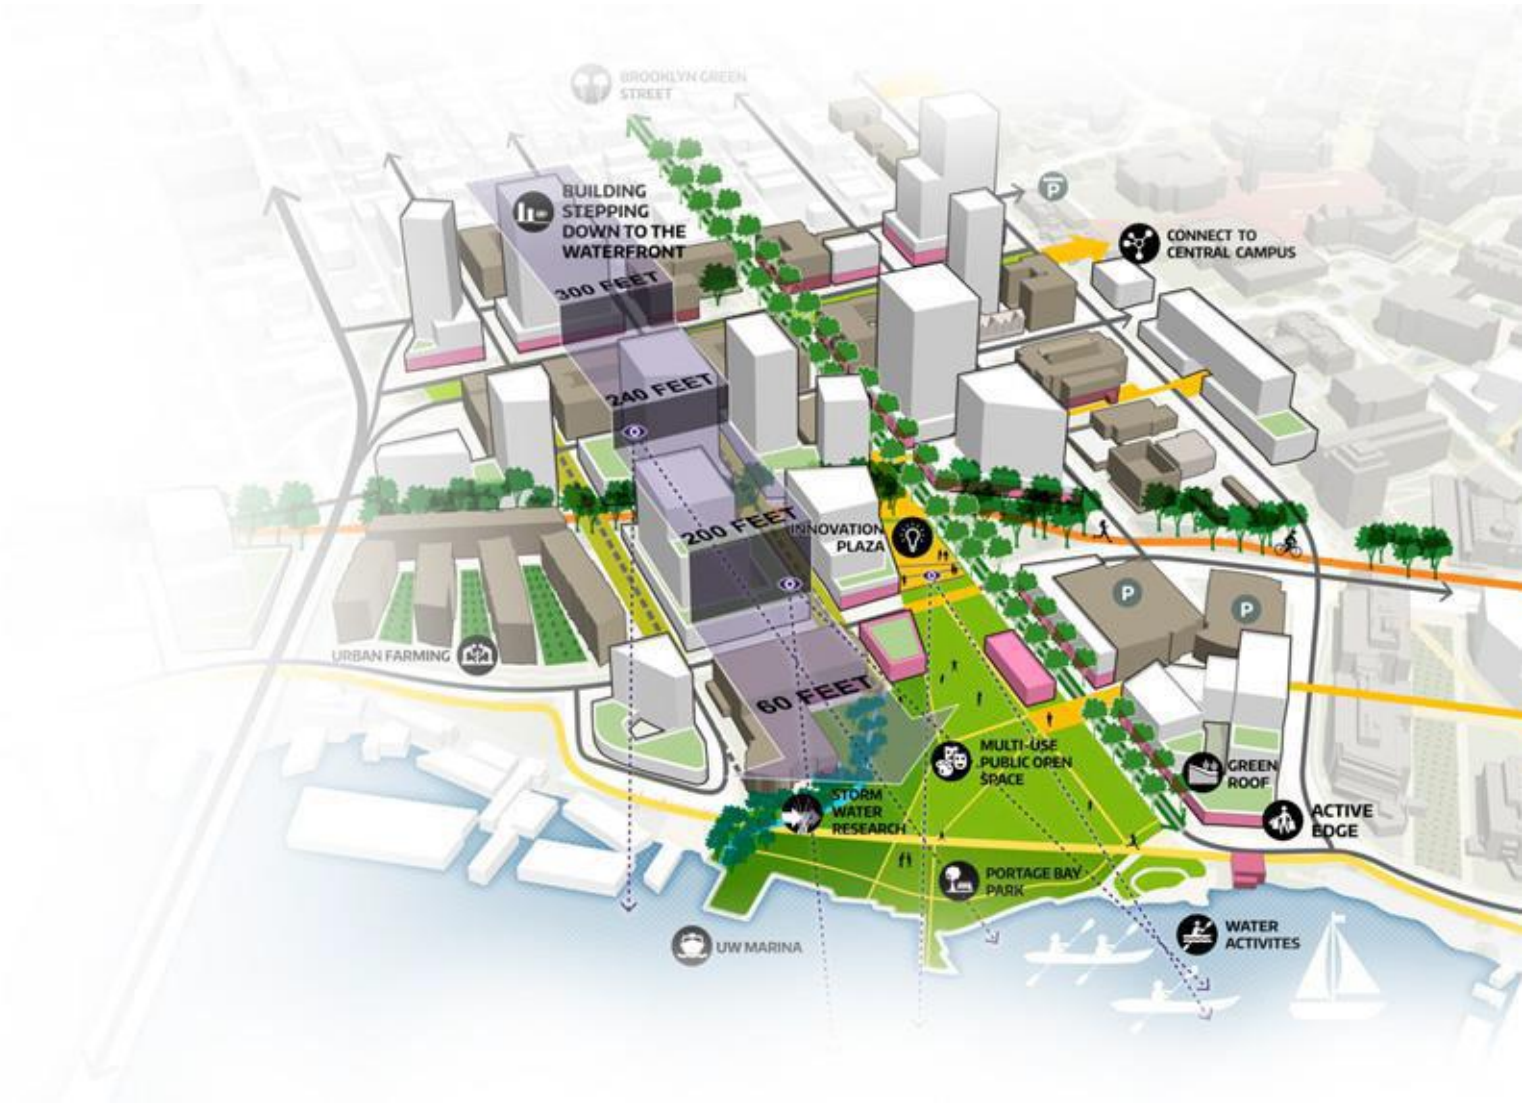 BROOKLYN GREEN
STREET
P
BUILDING
STEPPING
DOWN TO THE
WATERFRONT
CONNECT TO
CENTRAL CAMPUS
300 FEET
240 FEET
200 FEET
INNOVATION
PLAZA
P
P
URBAN FARMING
60 FEET
MULTI-USE
PUBLIC OPEN
SPACE
GREEN
ROOF
STORM
WATER
RESEARCH
ACTIVE
EDGE
PORTAGE BAY
PARK
UW MARINA
WATER
ACTIVITES